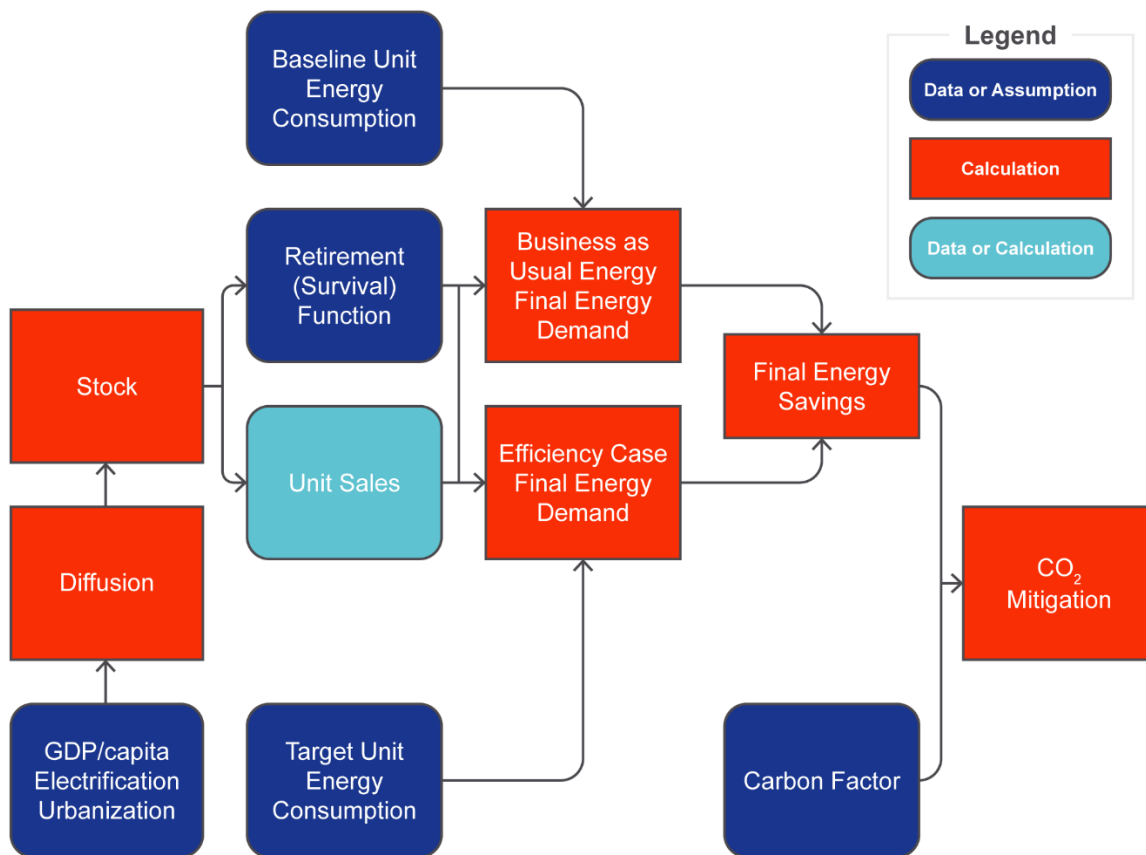 Baseline Unit
Energy
Consumption
Legend
Data or Assumption
Calculation
Data or Calculation
Retirement
(Survival)
Function
Business as
Usual Energy
Final Energy
Demand
Stock
Final Energy
Savings
Unit Sales
Efficiency Case
Final Energy
Demand
Diffusion
CO₂
Mitigation
GDP/capita
Electrification
Urbanization
Target Unit
Energy
Consumption
Carbon Factor